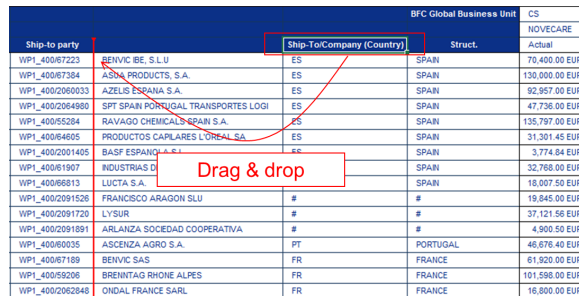 BFC Global Business Unit CS
NOVECARE
Ship-to party Ship-To/Company (Country) Struct. Actual
WP1_400/67223 BENVIC IBE, S.L.U ES SPAIN 70,400.00 EUR
WP1_400/67384 ASUA PRODUCTS, S.A. ES SPAIN 130,000.00 EUR
WP1_400/2060033 AZELIS ESPANA S.A. ES SPAIN 92,957.00 EUR
WP1_400/2064980 SPT SPAIN PORTUGAL TRANSPORTES LOGI ES SPAIN 47,736.00 EUR
WP1_400/55284 RAVAGO CHEMICALS SPAIN S.A. ES SPAIN 135,797.00 EUR
WP1_400/64605 PRODUCTOS CAPILARES L'OREAL SA ES SPAIN 31,301.45 EUR
WP1_400/2001405 BASF ESPANOLA S.L. ES SPAIN 3,774.84 EUR
WP1_400/61907 INDUSTRIAS SPAIN 32,768.00 EUR
WP1_400/66813 LUCTA S.A. SPAIN 18,007.50 EUR
Drag & drop
WP1_400/2091526 FRANCISCO ARAGON SLU # # 19,845.00 EUR
WP1_400/2091720 LYSUR # # 37,121.56 EUR
WP1_400/2091891 ARLANZA SOCIEDAD COOPERATIVA # # 4,900.50 EUR
WP1_400/60035 ASCENZA AGRO S.A. PT PORTUGAL 46,676.40 EUR
WP1_400/67189 BENVIC SAS FR FRANCE 61,920.00 EUR
WP1_400/59206 BRENNTAG RHONE ALPES FR FRANCE 101,598.00 EUR
WP1_400/2062848 ONDAL FRANCE SARL FR FRANCE 16,800.00 EUR